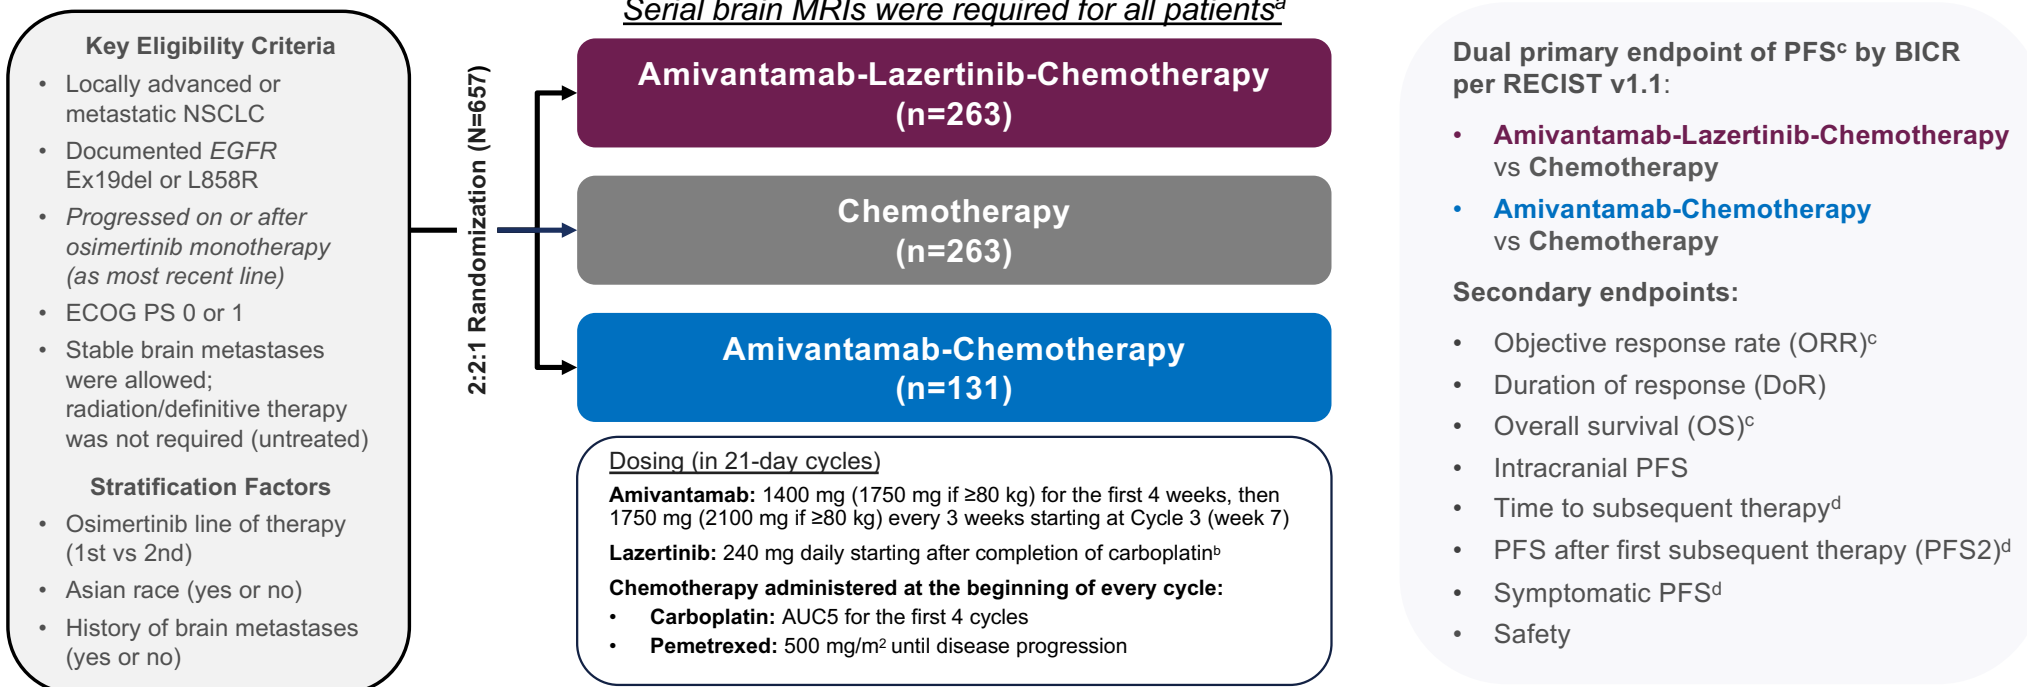 Serial brain MRIs were required for all patientsᵃ
Key Eligibility Criteria
• Locally advanced or
metastatic NSCLC
• Documented EGFR
Ex19del or L858R
• Progressed on or after
osimertinib monotherapy
(as most recent line)
• ECOG PS 0 or 1
• Stable brain metastases
were allowed;
radiation/definitive therapy
was not required (untreated)
Stratification Factors
• Osimertinib line of therapy
(1st vs 2nd)
• Asian race (yes or no)
• History of brain metastases
(yes or no)
2:2:1 Randomization (N=657)
Amivantamab-Lazertinib-Chemotherapy
(n=263)
Chemotherapy
(n=263)
Amivantamab-Chemotherapy
(n=131)
Dosing (in 21-day cycles)
Amivantamab: 1400 mg (1750 mg if ≥80 kg) for the first 4 weeks, then
1750 mg (2100 mg if ≥80 kg) every 3 weeks starting at Cycle 3 (week 7)
Lazertinib: 240 mg daily starting after completion of carboplatinᵇ
Chemotherapy administered at the beginning of every cycle:
• Carboplatin: AUC5 for the first 4 cycles
• Pemetrexed: 500 mg/m² until disease progression
Dual primary endpoint of PFSᶜ by BICR
per RECIST v1.1:
• Amivantamab-Lazertinib-Chemotherapy
vs Chemotherapy
• Amivantamab-Chemotherapy
vs Chemotherapy
Secondary endpoints:
• Objective response rate (ORR)ᶜ
• Duration of response (DoR)
• Overall survival (OS)ᶜ
• Intracranial PFS
• Time to subsequent therapyᵈ
• PFS after first subsequent therapy (PFS2)ᵈ
• Symptomatic PFSᵈ
• Safety